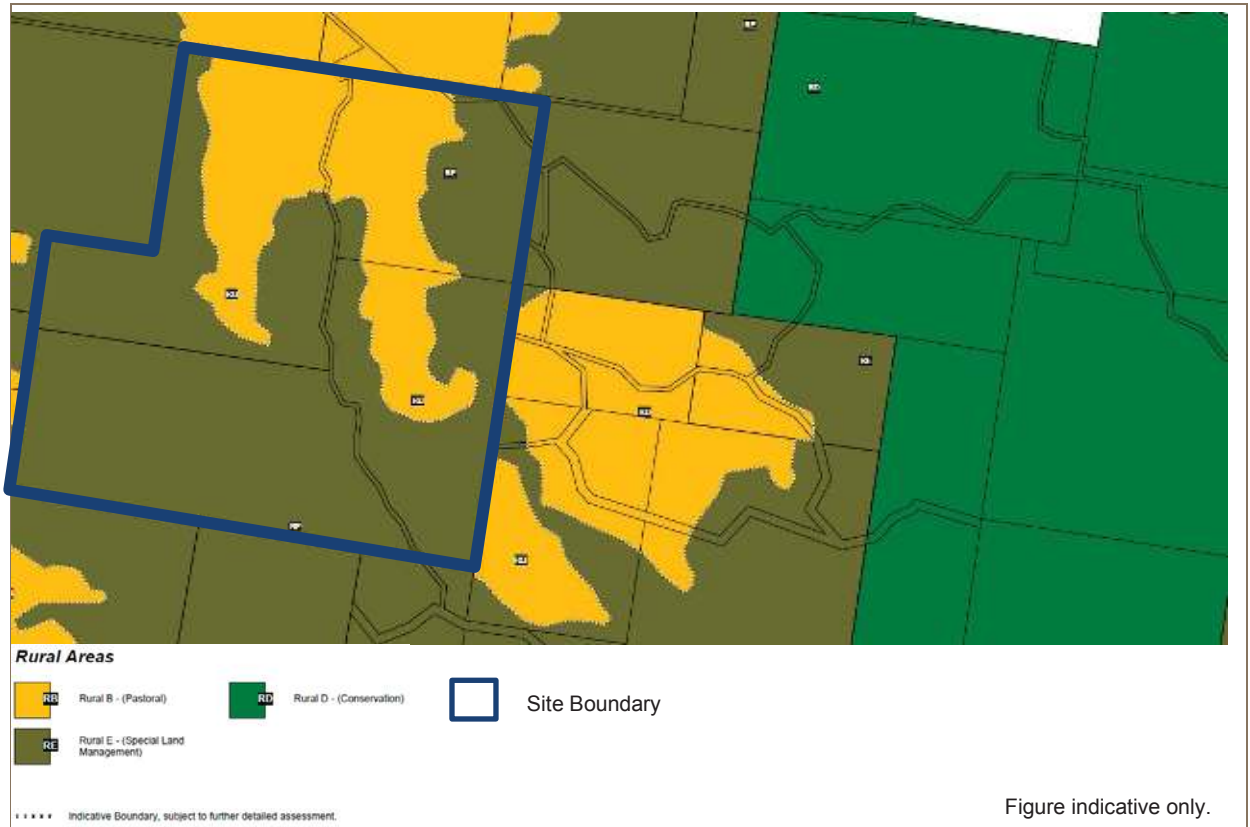 RD
Rural Areas
RB Rural B - (Pastoral)
RD Rural D - (Conservation)
Site Boundary
RE Rural E - (Special Land
Management)
Indicative Boundary, subject to further detailed assessment.
Figure indicative only.